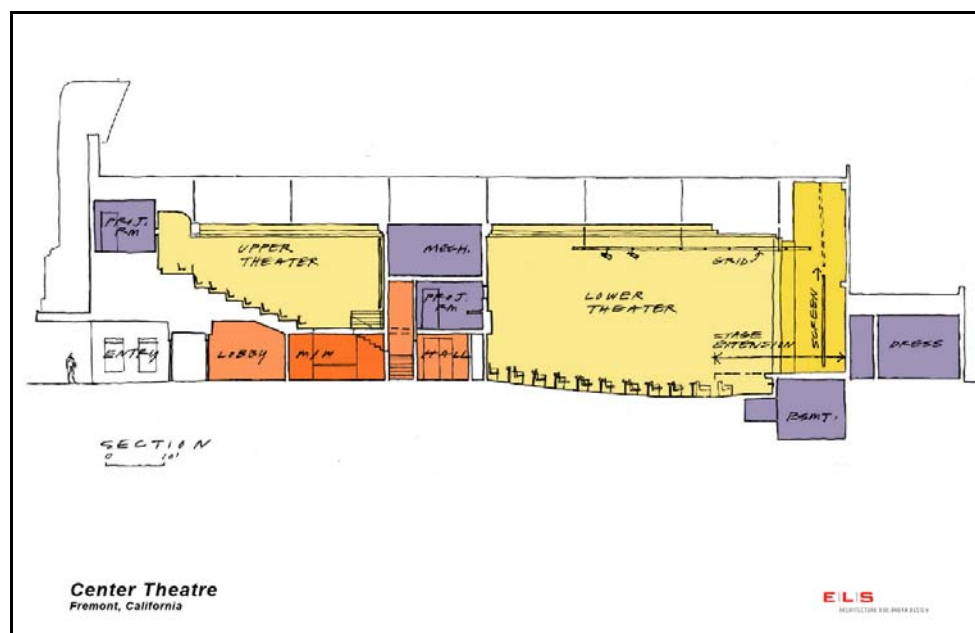 PROJ.
RM
UPPER
THEATER
MECH.
GRID
PROJ.
RM
LOWER
THEATER
SCREEN
STAGE
EXTENSION
DRESS
ENTRY
LOBBY
M/W
HALL
BSMT.
SECTION
0 10'
Center Theatre
Fremont, California
E|L|S
ARCHITECTURE AND URBAN DESIGN